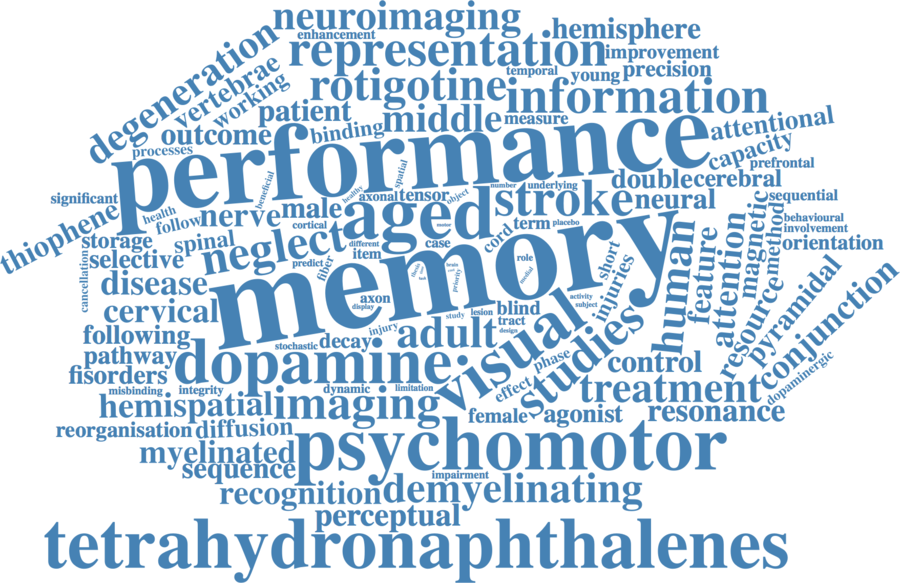 neuroimaging
enhancement
hemisphere
representation
improvement
degeneration
temporal
young
precision
vertebrae
rotigotine
information
working
patient
middle
measure
attentional
outcome
binding
capacity
processes
performance
prefrontal
beneficial
healthy
spatial
number
underlying
double
cerebral
significant
axonal
tensor
object
stroke
neural
sequential
thiophene
health
follow
nerve
male
aged
motor
cord
term
placebo
behavioural
involvement
storage
spinal
cortical
neglect
different
item
case
orientation
selective
predict
fiber
memory
brain
priority
role
medial
short
injuries
human
feature
attention
magnetic
method
resource
cancellation
disease
axon
display
activity
subject
cervical
injury
study
lesion
blind
tract
design
pyramidal
conjunction
following
stochastic
decay
adult
visual
studies
pathway
dopamine
phase
effect
control
dopaminergic
fisorders
misbinding
integrity
dynamic
limitation
treatment
hemispatial
imaging
female
agonist
resonance
reorganisation
diffusion
psychomotor
myelinated
sequence
impairment
recognition
demyelinating
perceptual
tetrahydronaphthalenes